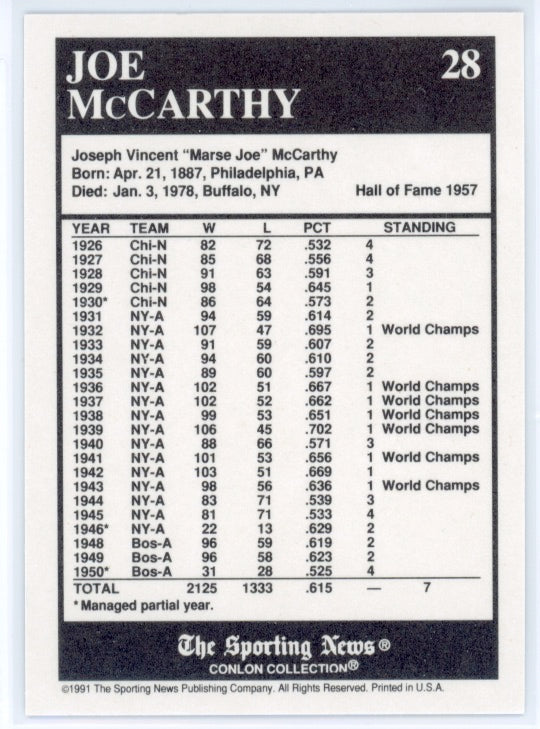 JOE 28
McCARTHY
Joseph Vincent "Marse Joe" McCarthy
Born: Apr. 21, 1887, Philadelphia, PA
Died: Jan. 3, 1978, Buffalo, NY Hall of Fame 1957
YEAR TEAM W L PCT STANDING
1926 Chi-N 82 72 .532 4
1927 Chi-N 85 68 .556 4
1928 Chi-N 91 63 .591 3
1929 Chi-N 98 54 .645 1
1930* Chi-N 86 64 .573 2
1931 NY-A 94 59 .614 2
1932 NY-A 107 47 .695 1 World Champs
1933 NY-A 91 59 .607 2
1934 NY-A 94 60 .610 2
1935 NY-A 89 60 .597 2
1936 NY-A 102 51 .667 1 World Champs
1937 NY-A 102 52 .662 1 World Champs
1938 NY-A 99 53 .651 1 World Champs
1939 NY-A 106 45 .702 1 World Champs
1940 NY-A 88 66 .571 3
1941 NY-A 101 53 .656 1 World Champs
1942 NY-A 103 51 .669 1
1943 NY-A 98 56 .636 1 World Champs
1944 NY-A 83 71 .539 3
1945 NY-A 81 71 .533 4
1946* NY-A 22 13 .629 2
1948 Bos-A 96 59 .619 2
1949 Bos-A 96 58 .623 2
1950* Bos-A 31 28 .525 4
TOTAL 2125 1333 .615 — 7
*Managed partial year.
The Sporting News®
CONLON COLLECTION®
©1991 The Sporting News Publishing Company. All Rights Reserved. Printed in U.S.A.